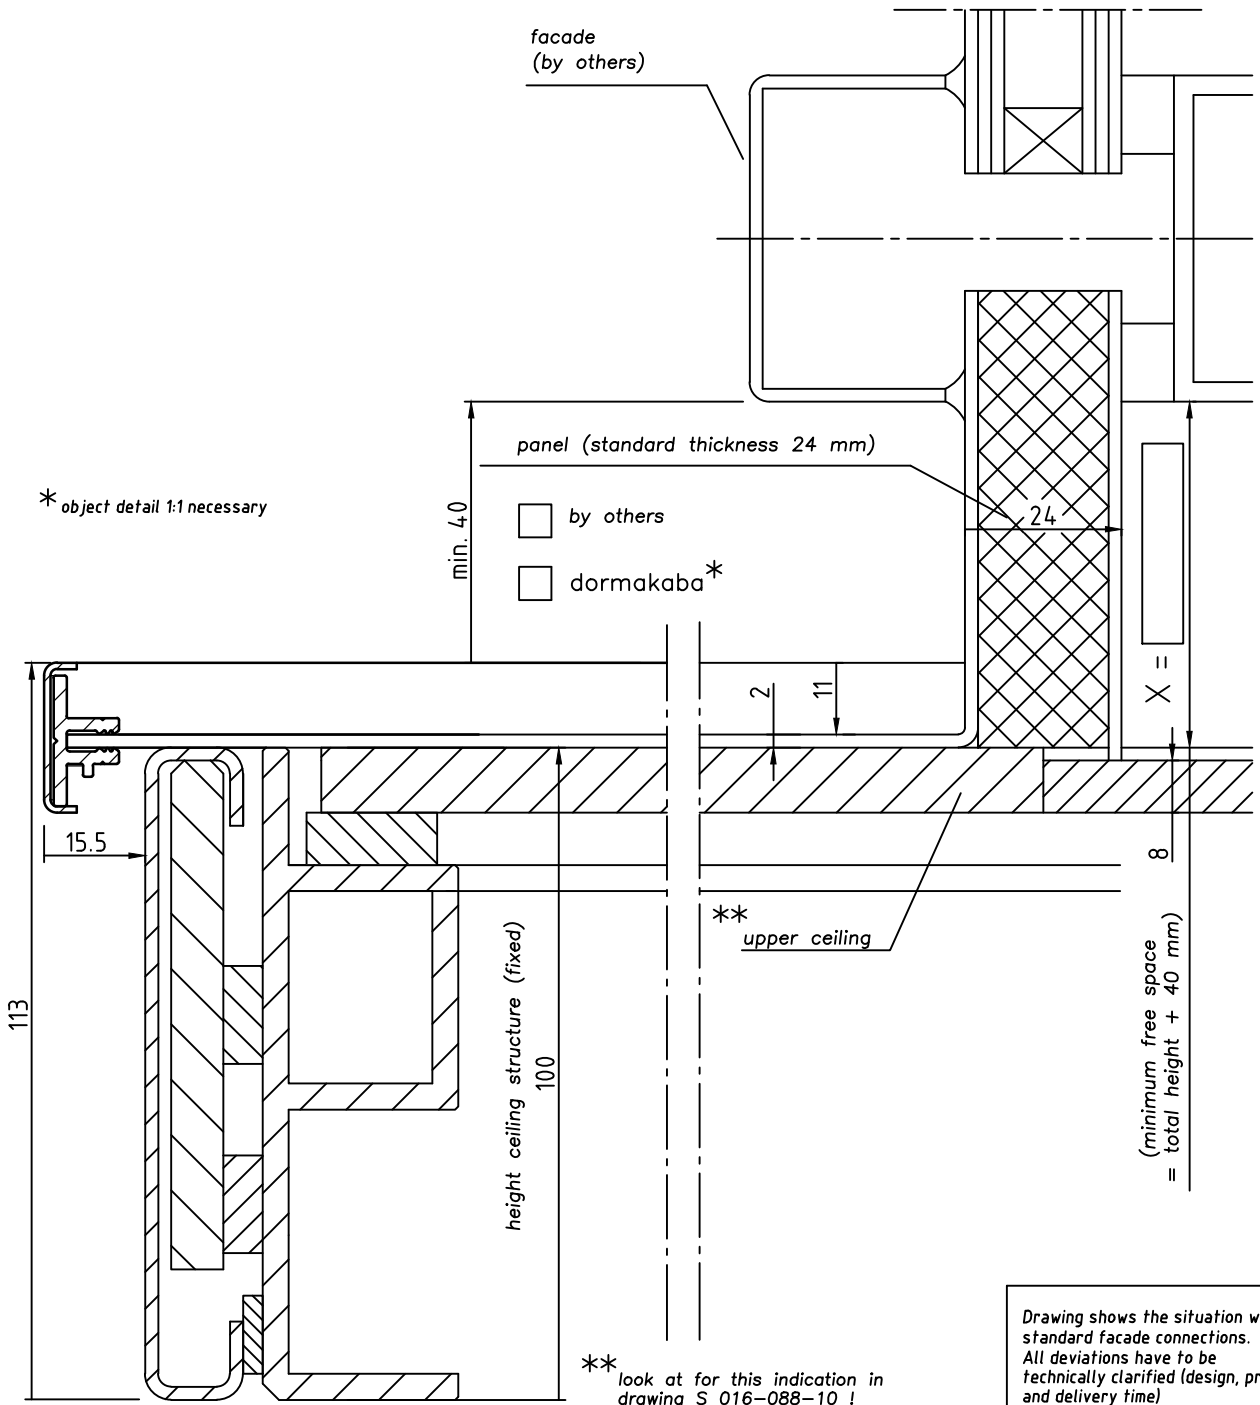 facade
(by others)
panel (standard thickness 24 mm)
* object detail 1:1 necessary
min. 40
by others
dormakaba*
24
X =
2
11
15.5
8
113
height ceiling structure (fixed)
100
**
upper ceiling
(minimum free space
= total height + 40 mm)
Drawing shows the situation w
standard facade connections.
All deviations have to be
technically clarified (design, pr
and delivery time)
** look at for this indication in
drawing S 016-088-10 !